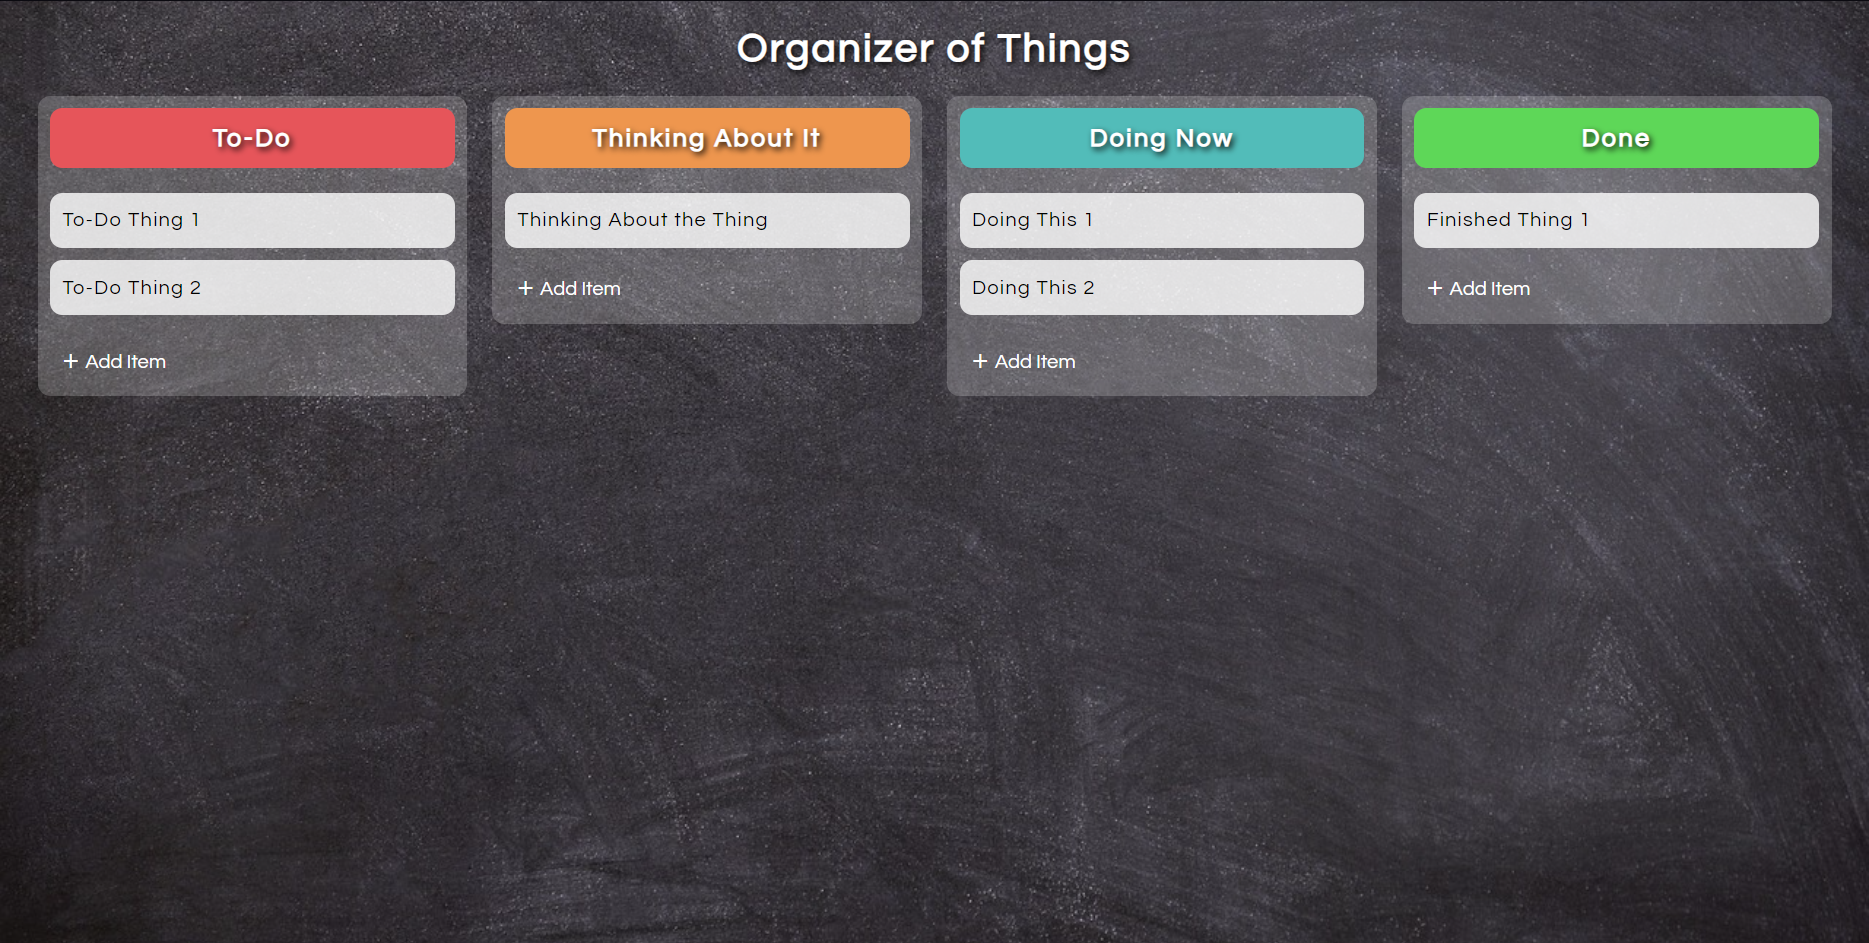 Organizer of Things
To-Do
To-Do Thing 1
To-Do Thing 2
+ Add Item
Thinking About It
Thinking About the Thing
+ Add Item
Doing Now
Doing This 1
Doing This 2
+ Add Item
Done
Finished Thing 1
+ Add Item